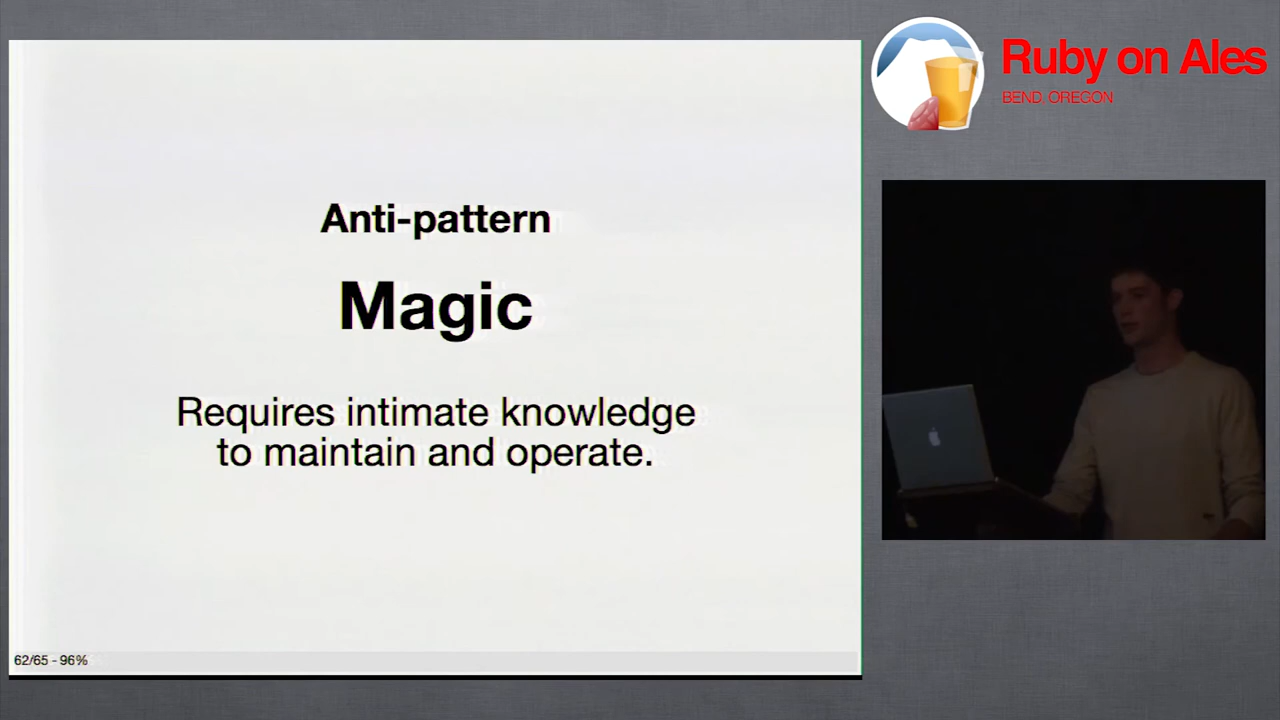 Anti-pattern
Magic
Requires intimate knowledge
to maintain and operate.
62/65 - 96%
Ruby on Ales
BEND, OREGON